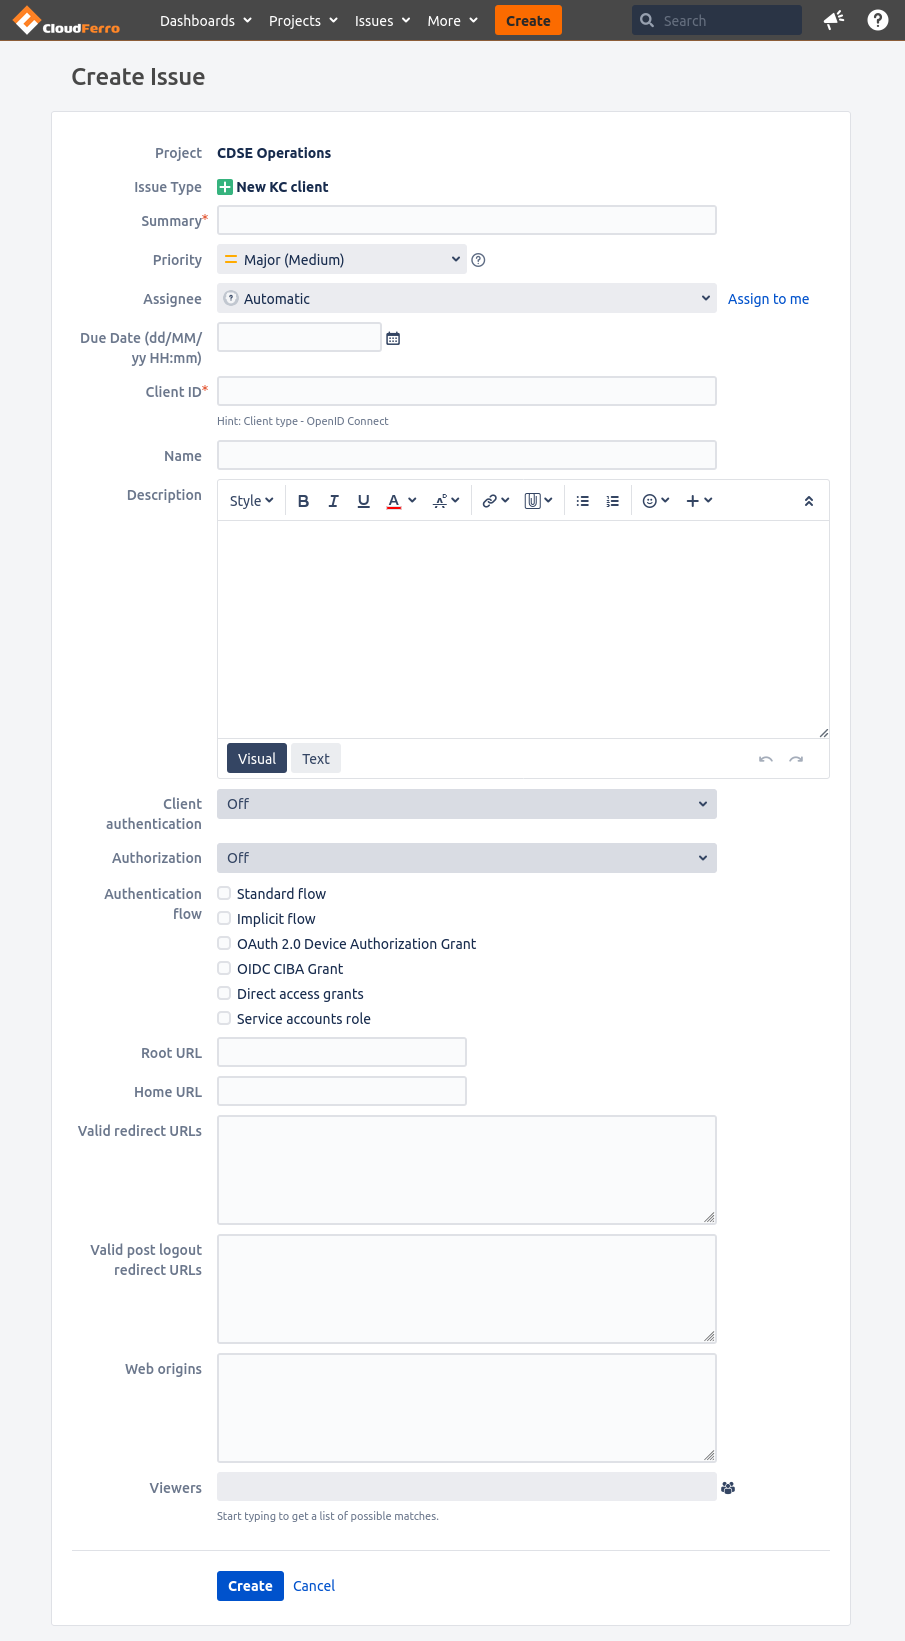 CloudFerro Dashboards Projects Issues More Create Search
Create Issue
Project CDSE Operations
Issue Type New KC client
Summary*
Priority Major (Medium)
Assignee Automatic Assign to me
Due Date (dd/MM/
yy HH:mm)
Client ID*
Hint: Client type - OpenID Connect
Name
Description Style B I U A
Visual Text
Client
authentication
Off
Authorization Off
Authentication
flow
Standard flow
Implicit flow
OAuth 2.0 Device Authorization Grant
OIDC CIBA Grant
Direct access grants
Service accounts role
Root URL
Home URL
Valid redirect URLs
Valid post logout
redirect URLs
Web origins
Viewers
Start typing to get a list of possible matches.
Create Cancel